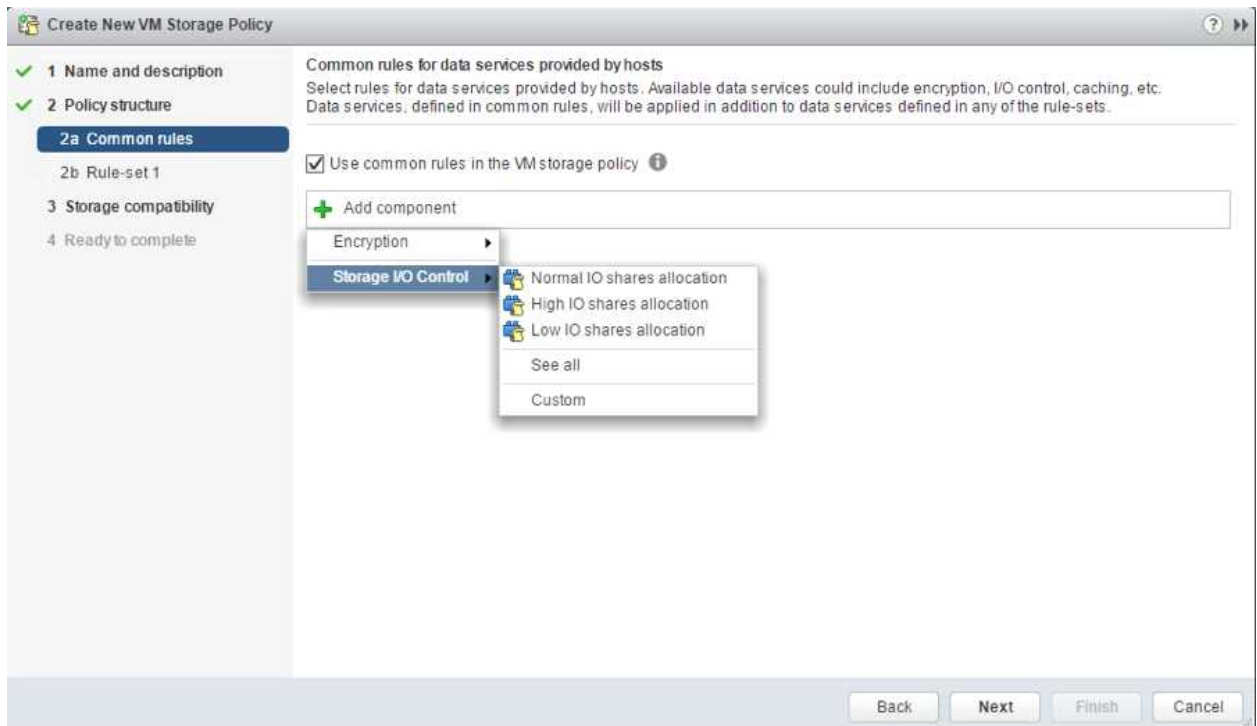 Create New VM Storage Policy
?
1 Name and description
2 Policy structure
2a Common rules
2b Rule-set 1
3 Storage compatibility
4 Ready to complete
Common rules for data services provided by hosts
Select rules for data services provided by hosts. Available data services could include encryption, I/O control, caching, etc.
Data services, defined in common rules, will be applied in addition to data services defined in any of the rule-sets.
Use common rules in the VM storage policy
Add component
Encryption
Storage I/O Control
Normal IO shares allocation
High IO shares allocation
Low IO shares allocation
See all
Custom
Back Next Finish Cancel